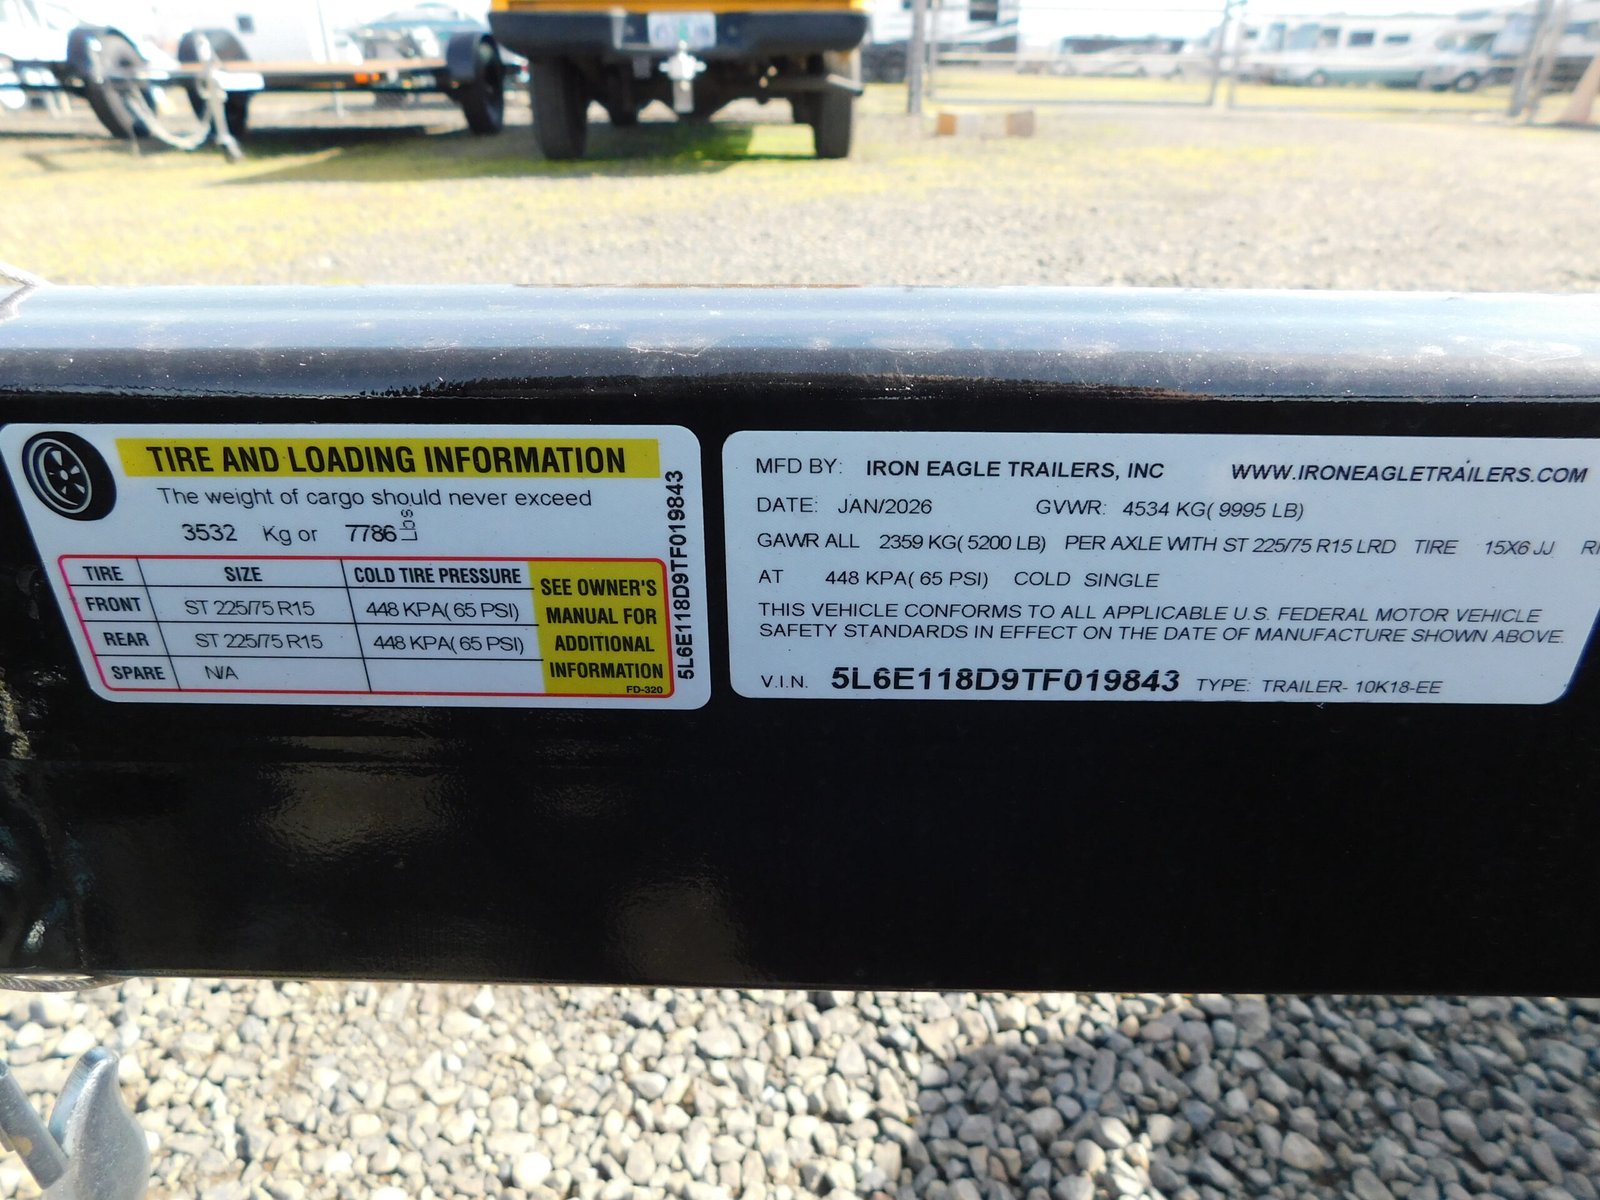 TIRE AND LOADING INFORMATION
The weight of cargo should never exceed
3532 Kg or 7786 Lbs
TIRE SIZE COLD TIRE PRESSURE
FRONT ST 225/75 R15 448 KPA( 65 PSI)
REAR ST 225/75 R15 448 KPA( 65 PSI)
SPARE N/A
SEE OWNER'S
MANUAL FOR
ADDITIONAL
INFORMATION
FD-320
5L6E118D9TF019843
MFD BY: IRON EAGLE TRAILERS, INC WWW.IRONEAGLETRAILERS.COM
DATE: JAN/2026 GVWR: 4534 KG( 9995 LB)
GAWR ALL 2359 KG( 5200 LB) PER AXLE WITH ST 225/75 R15 LRD TIRE 15X6 JJ RI
AT 448 KPA( 65 PSI) COLD SINGLE
THIS VEHICLE CONFORMS TO ALL APPLICABLE U.S. FEDERAL MOTOR VEHICLE
SAFETY STANDARDS IN EFFECT ON THE DATE OF MANUFACTURE SHOWN ABOVE.
V.I.N. 5L6E118D9TF019843 TYPE: TRAILER- 10K18-EE